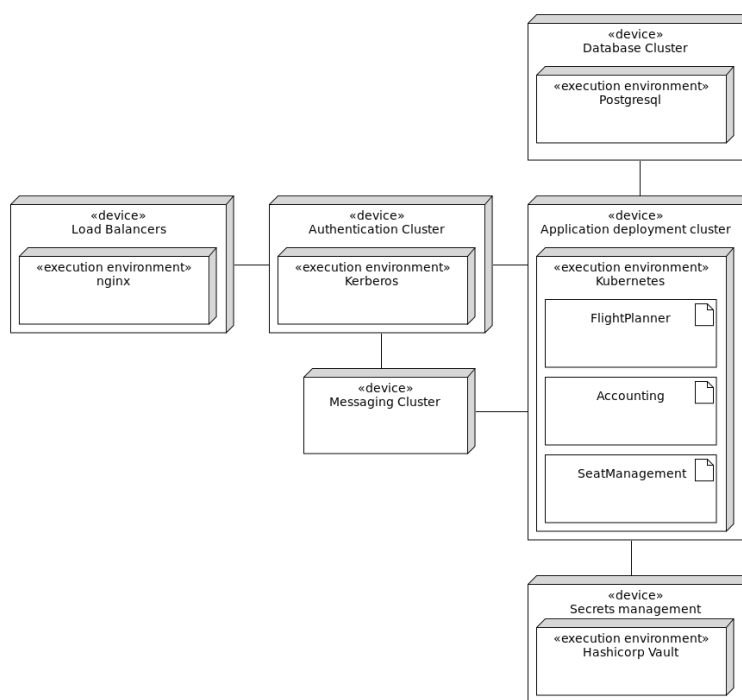 «device»
Database Cluster
«execution environment»
Postgresql
«device»
Load Balancers
«execution environment»
nginx
«device»
Authentication Cluster
«execution environment»
Kerberos
«device»
Application deployment cluster
«execution environment»
Kubernetes
FlightPlanner
Accounting
SeatManagement
«device»
Messaging Cluster
«device»
Secrets management
«execution environment»
Hashicorp Vault